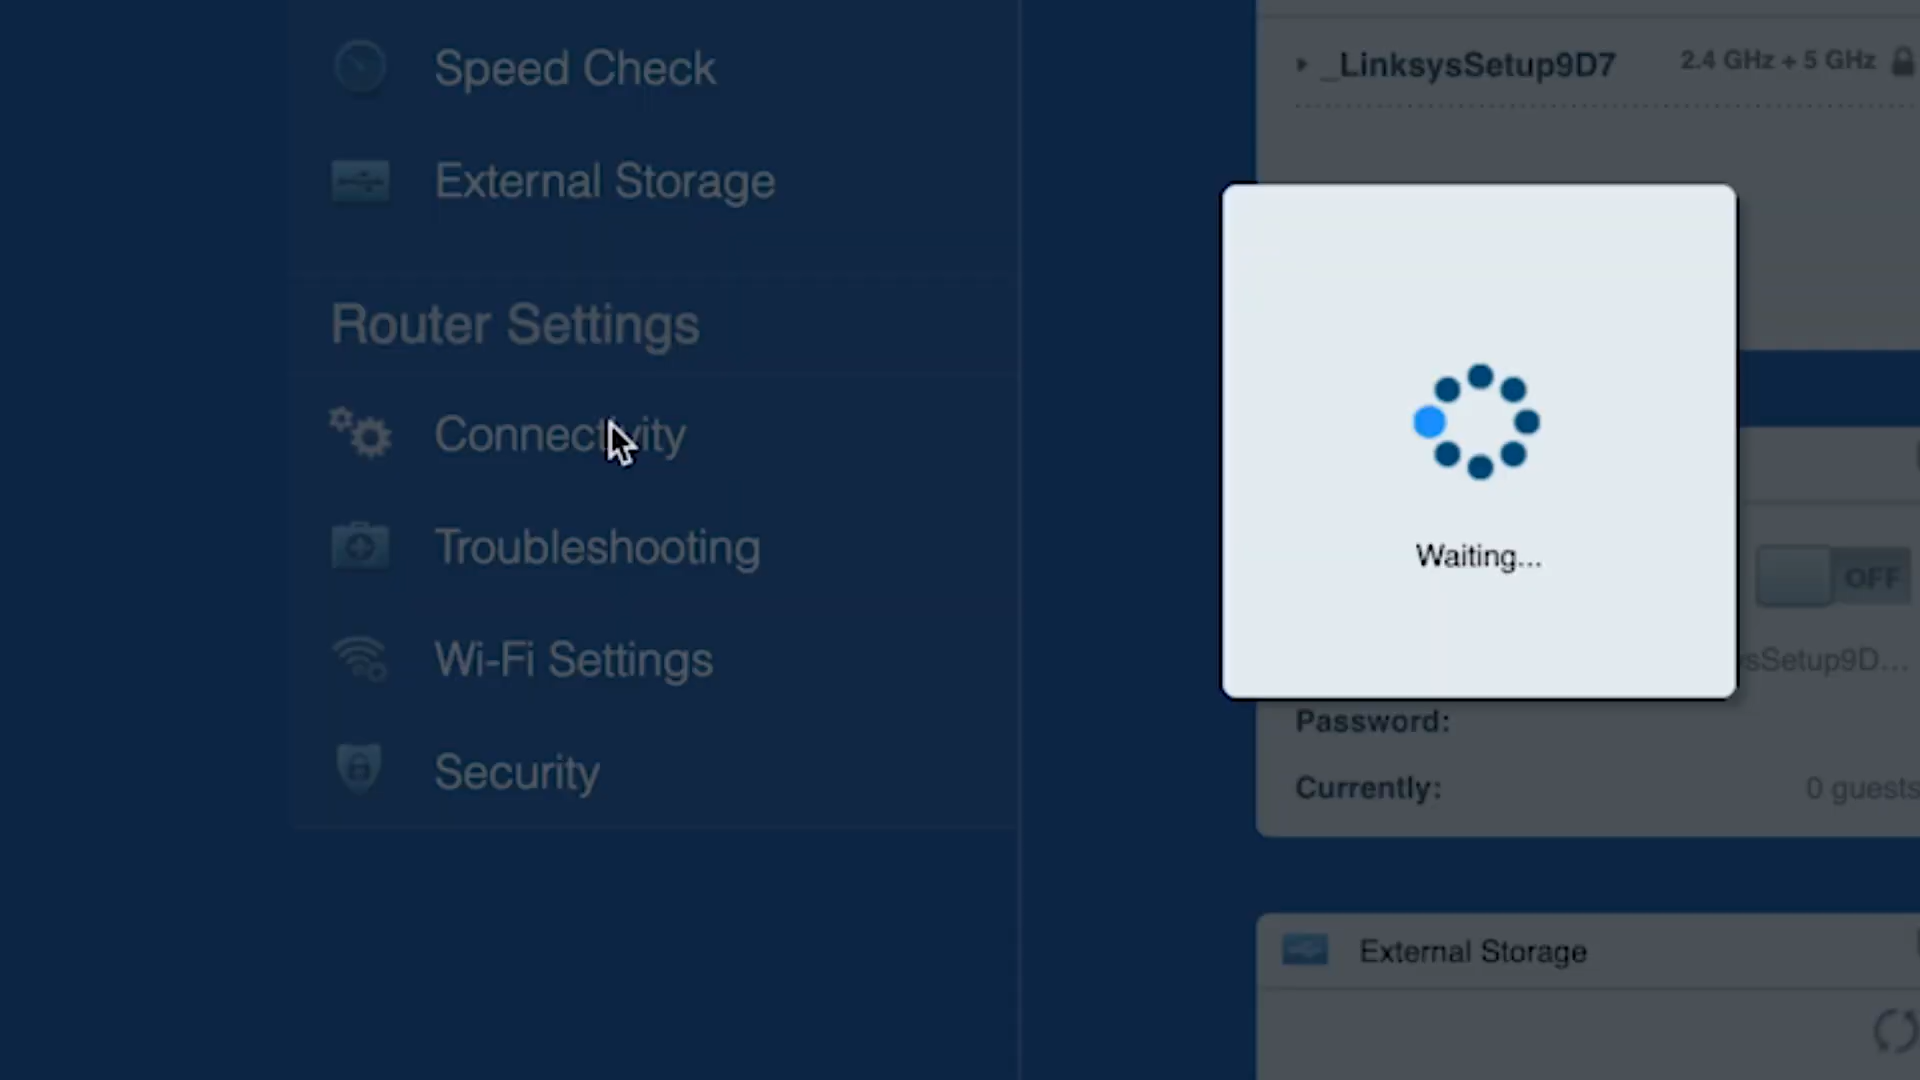 Speed Check
External Storage
Router Settings
Connectivity
Troubleshooting
Wi-Fi Settings
Security
_LinksysSetup9D7 2.4 GHz + 5 GHz
Waiting...
OFF
sSetup9D...
Password:
Currently: 0 guests
External Storage